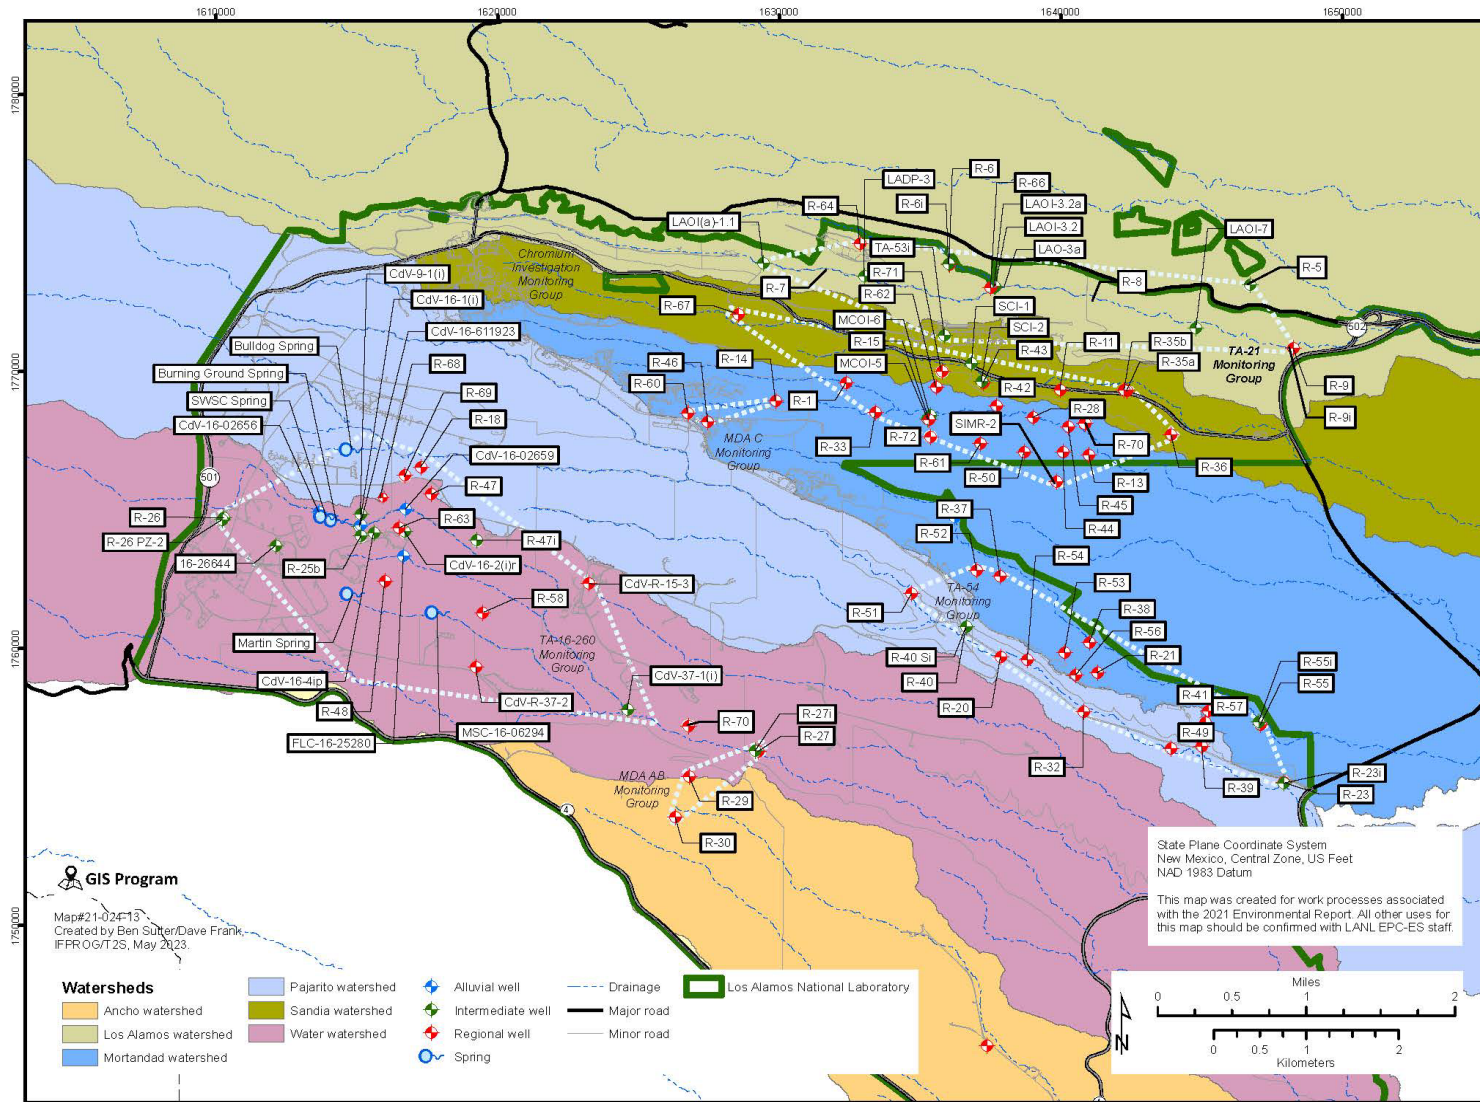 1610000
1620000
1630000
1640000
1650000
1780000
1770000
1760000
1750000
R-6
LADP-3
R-66
R-64
R-6i
LAOI-3.2a
LAOI(a)-1.1
LAOI-3.2
LAOI-7
TA-53i
LAO-3a
CdV-9-1(i)
Chromium
Investigation
Monitoring
Group
R-71
R-7
R-8
R-5
CdV-16-1(i)
R-62
R-67
SCI-1
MCOI-6
SCI-2
CdV-16-611923
502
Bulldog Spring
R-15
R-43
R-11
R-35b
R-46
R-14
MCOI-5
R-35a
TA-21
Monitoring
Group
R-68
Burning Ground Spring
R-60
R-9
R-69
R-1
R-42
SWSC Spring
R-28
R-9i
R-18
SIMR-2
CdV-16-02656
R-33
R-72
R-70
MDA C
Monitoring
Group
CdV-16-02659
R-61
R-36
501
R-50
R-13
R-47
R-45
R-26
R-63
R-37
R-44
R-26 PZ-2
R-47i
R-52
R-54
16-26644
R-25b
CdV-16-2(i)r
CdV-R-15-3
R-53
TA-54
Monitoring
Group
R-58
R-51
R-38
R-56
Martin Spring
TA-16-260
Monitoring
Group
R-40 Si
R-21
R-55i
CdV-16-4ip
CdV-37-1(i)
R-40
R-55
R-41
R-48
CdV-R-37-2
R-20
R-57
R-70
R-27i
R-49
FLC-16-25280
MSC-16-06294
R-27
R-32
MDA AB
Monitoring
Group
R-39
R-23i
R-29
R-23
4
R-30
State Plane Coordinate System
New Mexico, Central Zone, US Feet
NAD 1983 Datum
This map was created for work processes associated
with the 2021 Environmental Report. All other uses for
this map should be confirmed with LANL EPC-ES staff.
GIS Program
Map#21-024-13
Created by Ben Sutter/Dave Frank,
IFPROG/T2S, May 2023.
Watersheds
Ancho watershed
Los Alamos watershed
Mortandad watershed
Pajarito watershed
Sandia watershed
Water watershed
Alluvial well
Intermediate well
Regional well
Spring
Drainage
Major road
Minor road
Los Alamos National Laboratory
N
Miles
0 0.5 1 2
0 0.5 1 2
Kilometers